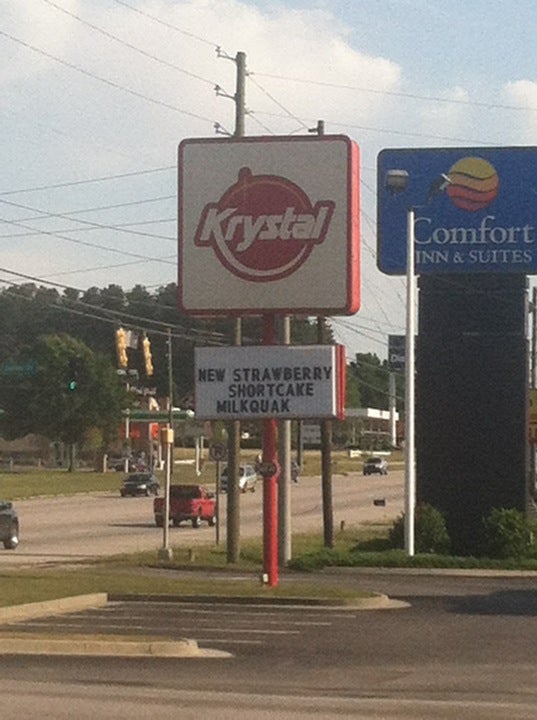 Krystal
NEW STRAWBERRY
SHORTCAKE
MILKQUAK
Comfort
INN & SUITES